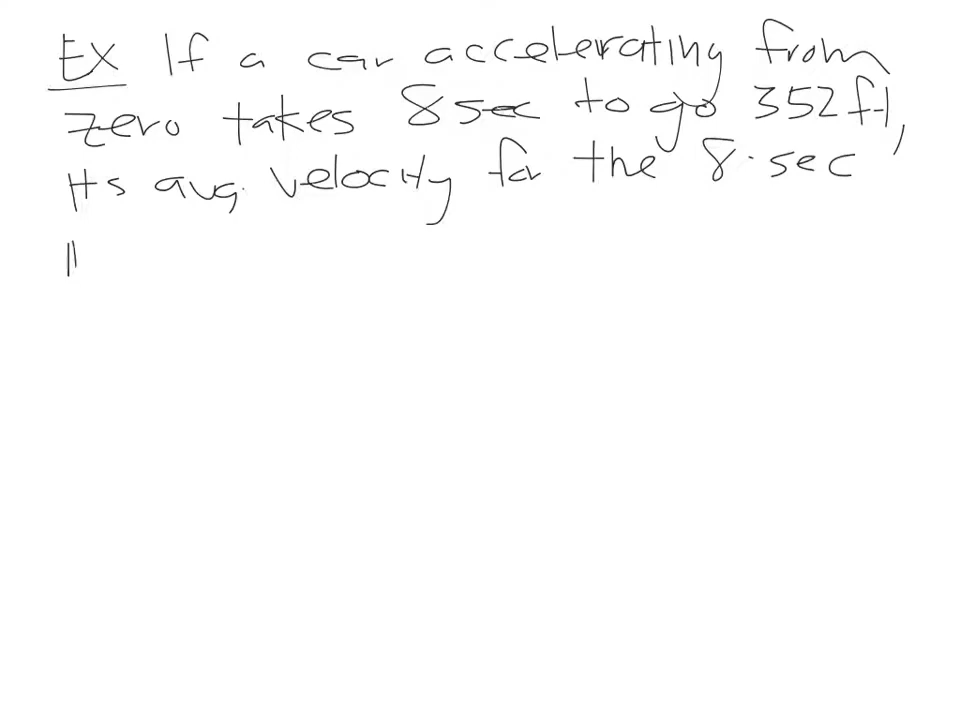 Ex If a car accelerating from
zero takes 8 sec to go 352 ft,
its avg. velocity for the 8.sec